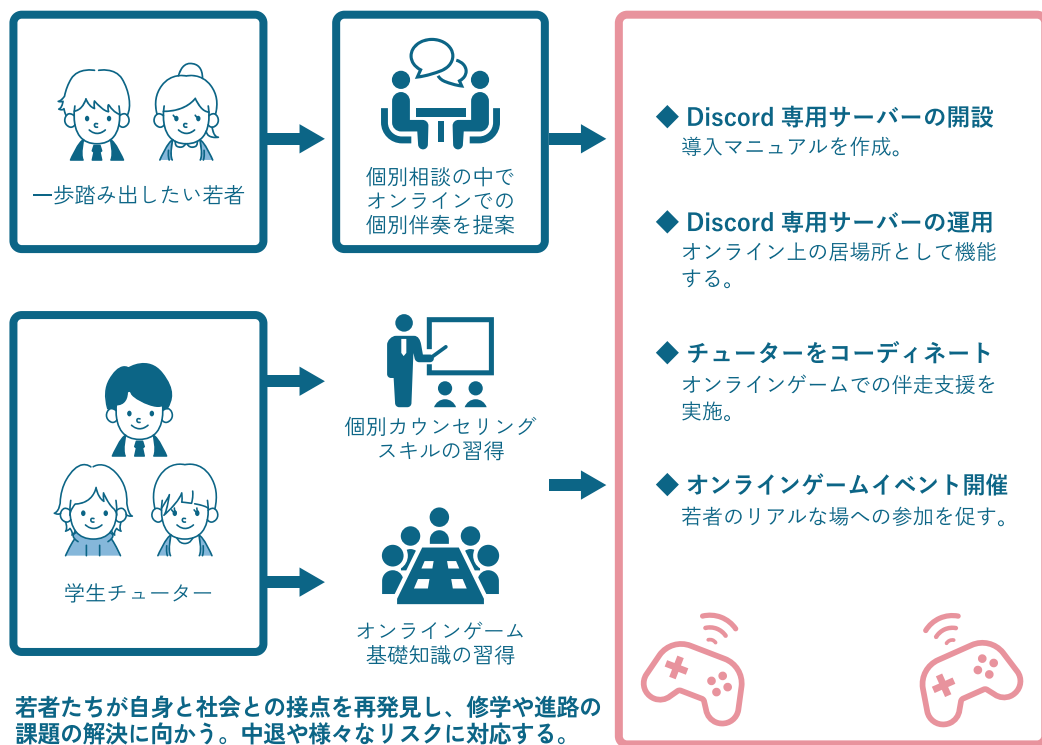 一歩踏み出したい若者
個別相談の中で
オンラインでの
個別伴奏を提案
学生チューター
個別カウンセリング
スキルの習得
オンラインゲーム
基礎知識の習得
◆ Discord 専用サーバーの開設
導入マニュアルを作成。
◆ Discord 専用サーバーの運用
オンライン上の居場所として機能
する。
◆ チューターをコーディネート
オンラインゲームでの伴走支援を
実施。
◆ オンラインゲームイベント開催
若者のリアルな場への参加を促す。
若者たちが自身と社会との接点を再発見し、修学や進路の
課題の解決に向かう。中退や様々なリスクに対応する。